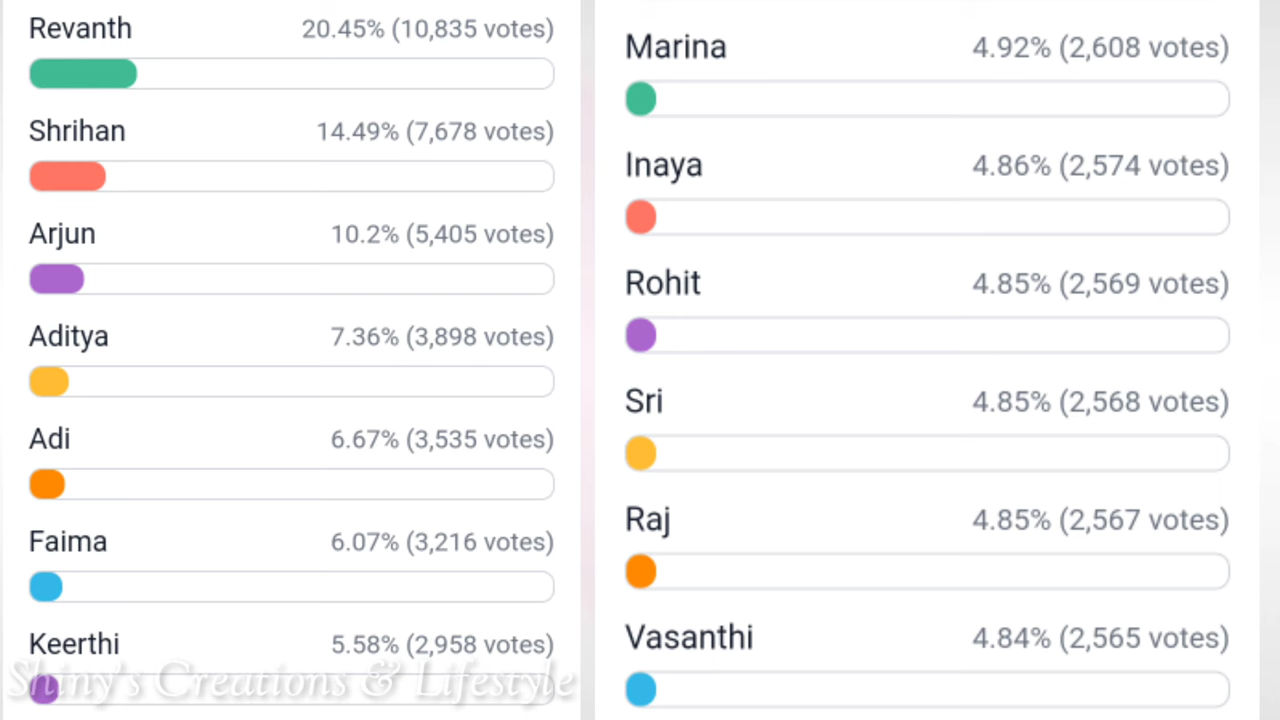 Revanth 20.45% (10,835 votes)
Shrihan 14.49% (7,678 votes)
Arjun 10.2% (5,405 votes)
Aditya 7.36% (3,898 votes)
Adi 6.67% (3,535 votes)
Faima 6.07% (3,216 votes)
Keerthi 5.58% (2,958 votes)
Shiny's Creations & Lifestyle
Marina 4.92% (2,608 votes)
Inaya 4.86% (2,574 votes)
Rohit 4.85% (2,569 votes)
Sri 4.85% (2,568 votes)
Raj 4.85% (2,567 votes)
Vasanthi 4.84% (2,565 votes)